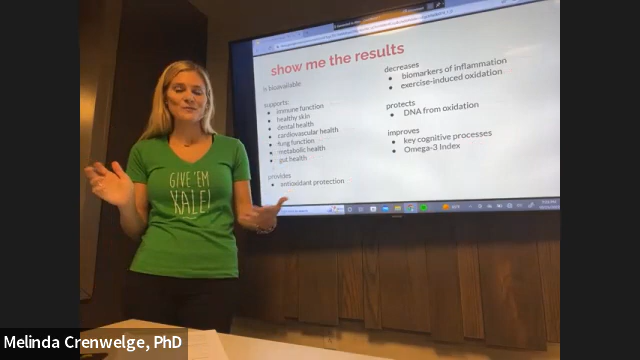 show me the results
is bioavailable
supports:
immune function
healthy skin
dental health
cardiovascular health
lung function
metabolic health
gut health
provides
antioxidant protection
decreases
biomarkers of inflammation
exercise-induced oxidation
protects
DNA from oxidation
improves
key cognitive processes
Omega-3 Index
GIVE 'EM
KALE!
Melinda Crenwelge, PhD